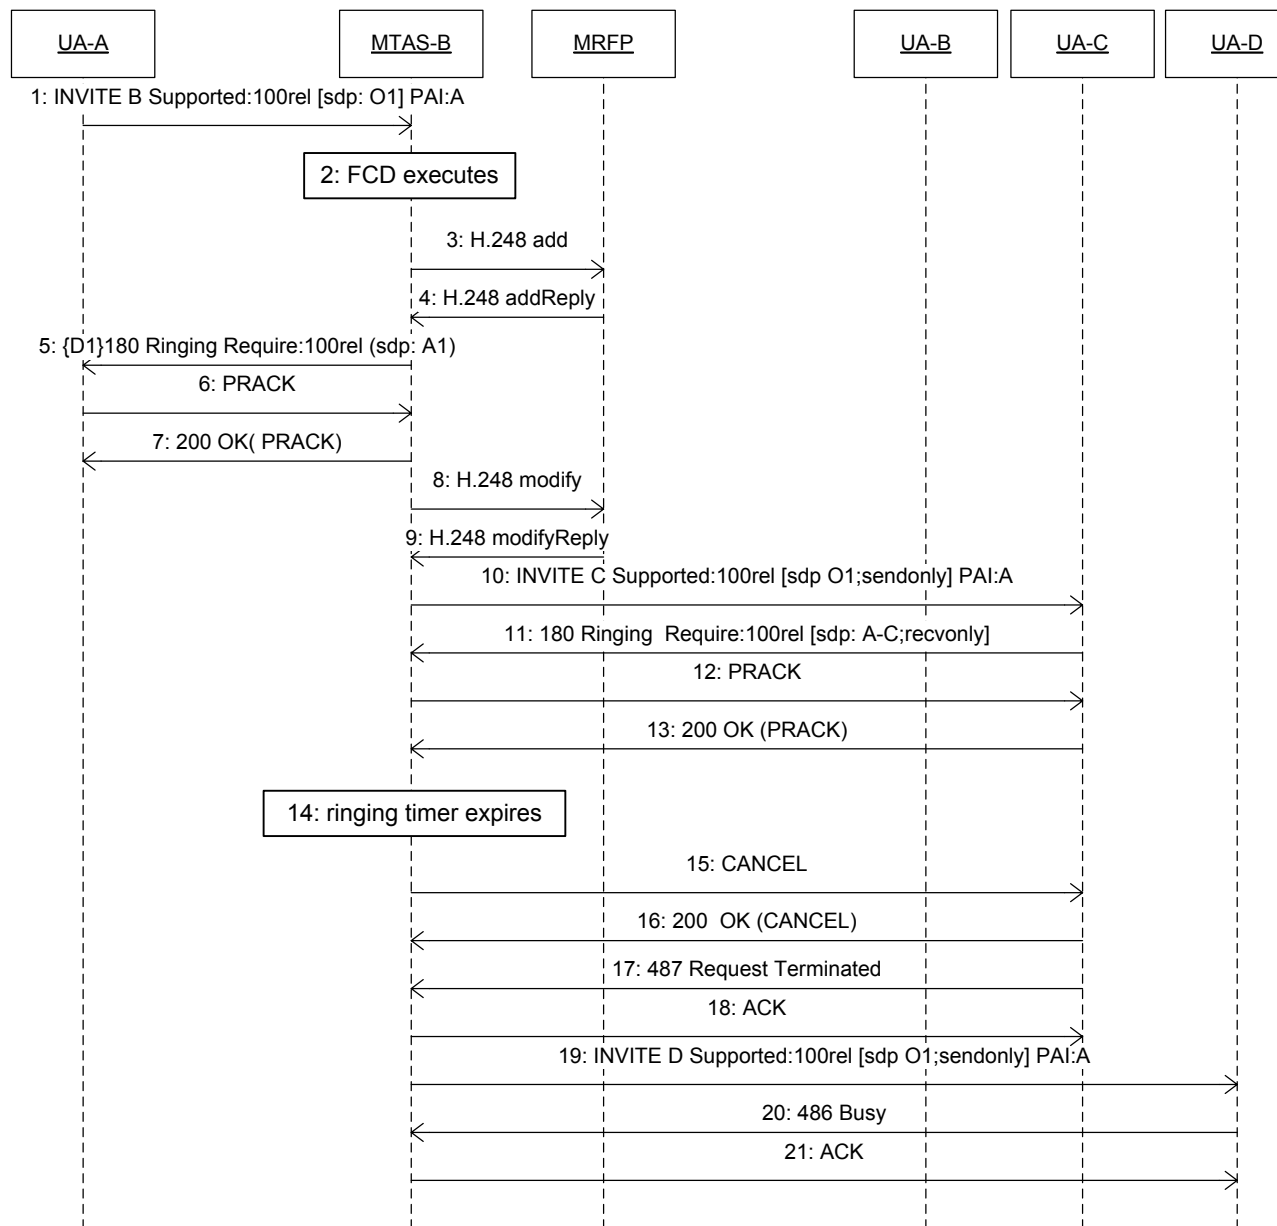 UA-A
MTAS-B
MRFP
UA-B
UA-C
UA-D
1: INVITE B Supported:100rel [sdp: O1] PAI:A
2: FCD executes
3: H.248 add
4: H.248 addReply
5: {D1}180 Ringing Require:100rel (sdp: A1)
6: PRACK
7: 200 OK( PRACK)
8: H.248 modify
9: H.248 modifyReply
10: INVITE C Supported:100rel [sdp O1;sendonly] PAI:A
11: 180 Ringing  Require:100rel [sdp: A-C;recvonly]
12: PRACK
13: 200 OK (PRACK)
14: ringing timer expires
15: CANCEL
16: 200  OK (CANCEL)
17: 487 Request Terminated
18: ACK
19: INVITE D Supported:100rel [sdp O1;sendonly] PAI:A
20: 486 Busy
21: ACK